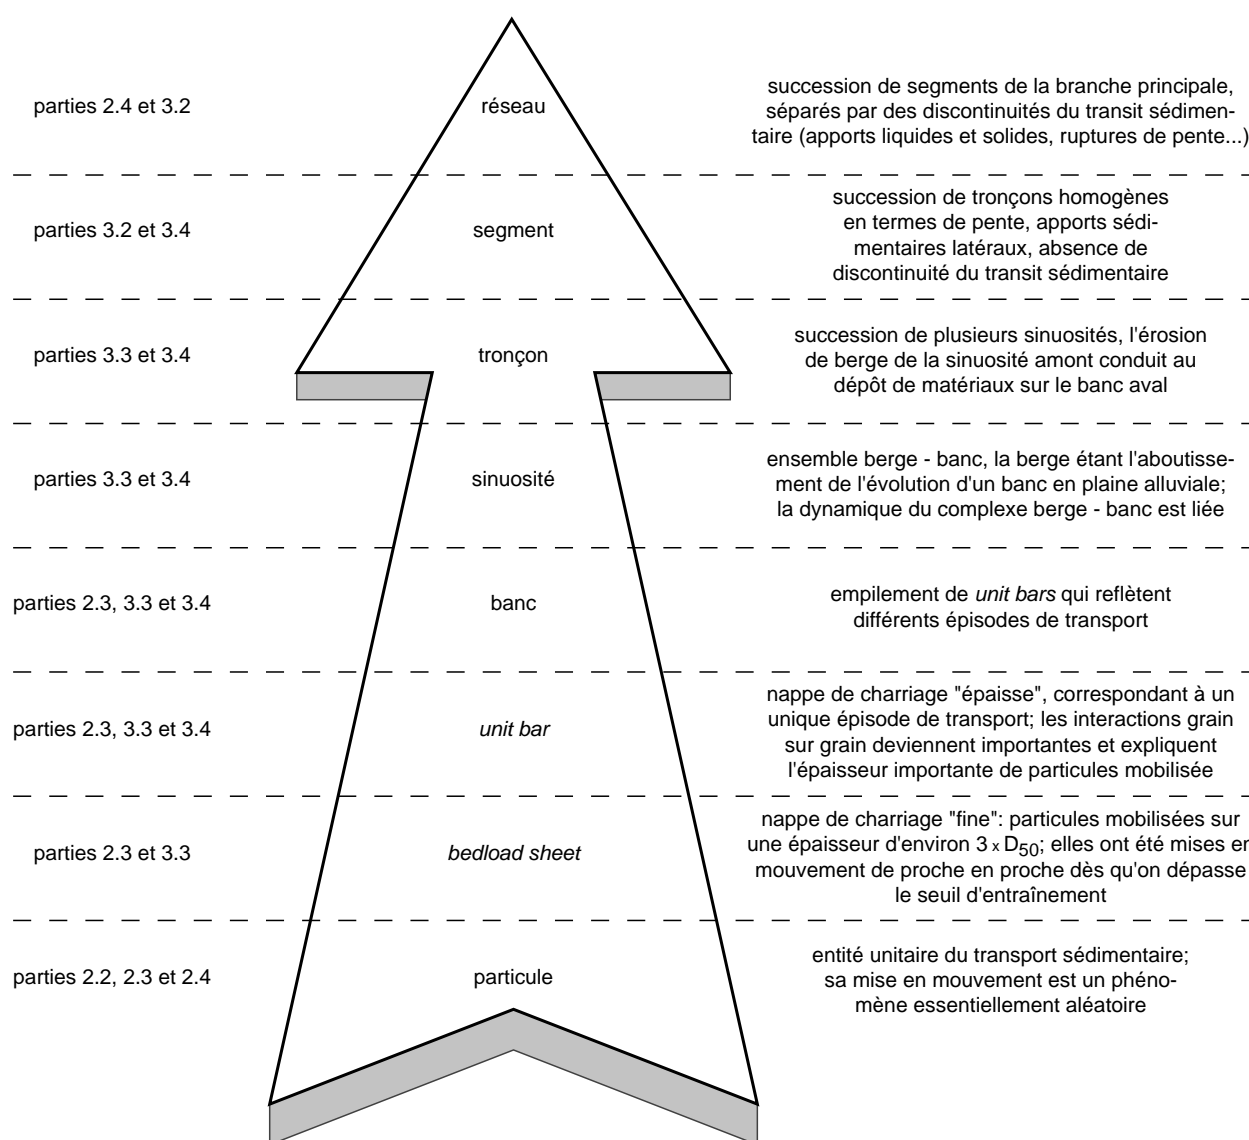 parties 2.4 et 3.2
réseau
succession de segments de la branche principale,
séparés par des discontinuités du transit sédimen-
taire (apports liquides et solides, ruptures de pente...)
parties 3.2 et 3.4
segment
succession de tronçons homogènes
en termes de pente, apports sédi-
mentaires latéraux, absence de
discontinuité du transit sédimentaire
parties 3.3 et 3.4
tronçon
succession de plusieurs sinuosités, l'érosion
de berge de la sinuosité amont conduit au
dépôt de matériaux sur le banc aval
parties 3.3 et 3.4
sinuosité
ensemble berge - banc, la berge étant l'aboutisse-
ment de l'évolution d'un banc en plaine alluviale;
la dynamique du complexe berge - banc est liée
parties 2.3, 3.3 et 3.4
banc
empilement de unit bars qui reflètent
différents épisodes de transport
parties 2.3, 3.3 et 3.4
unit bar
nappe de charriage "épaisse", correspondant à un
unique épisode de transport; les interactions grain
sur grain deviennent importantes et expliquent
l'épaisseur importante de particules mobilisée
parties 2.3 et 3.3
bedload sheet
nappe de charriage "fine": particules mobilisées sur
une épaisseur d'environ 3 x D50; elles ont été mises en
mouvement de proche en proche dès qu'on dépasse
le seuil d'entraînement
parties 2.2, 2.3 et 2.4
particule
entité unitaire du transport sédimentaire;
sa mise en mouvement est un phéno-
mène essentiellement aléatoire